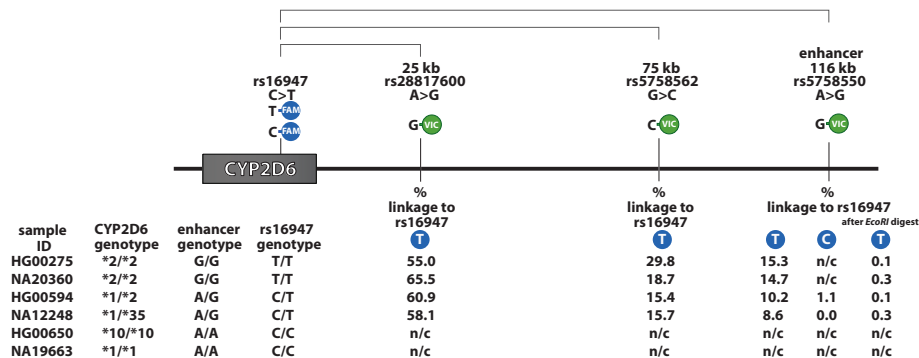 enhancer
25 kb 75 kb 116 kb
rs16947 rs28817600 rs5758562 rs5758550
C>T A>G G>C A>G
T-FAM
C-FAM G-VIC C-VIC G-VIC
CYP2D6
% % %
linkage to linkage to linkage to rs16947
rs16947 rs16947 after EcoRI digest
sample CYP2D6 enhancer rs16947 T T T C T
ID genotype genotype genotype
HG00275 *2/*2 G/G T/T 55.0 29.8 15.3 n/c 0.1
NA20360 *2/*2 G/G T/T 65.5 18.7 14.7 n/c 0.3
HG00594 *1/*2 A/G C/T 60.9 15.4 10.2 1.1 0.1
NA12248 *1/*35 A/G C/T 58.1 15.7 8.6 0.0 0.3
HG00650 *10/*10 A/A C/C n/c n/c n/c n/c n/c
NA19663 *1/*1 A/A C/C n/c n/c n/c n/c n/c